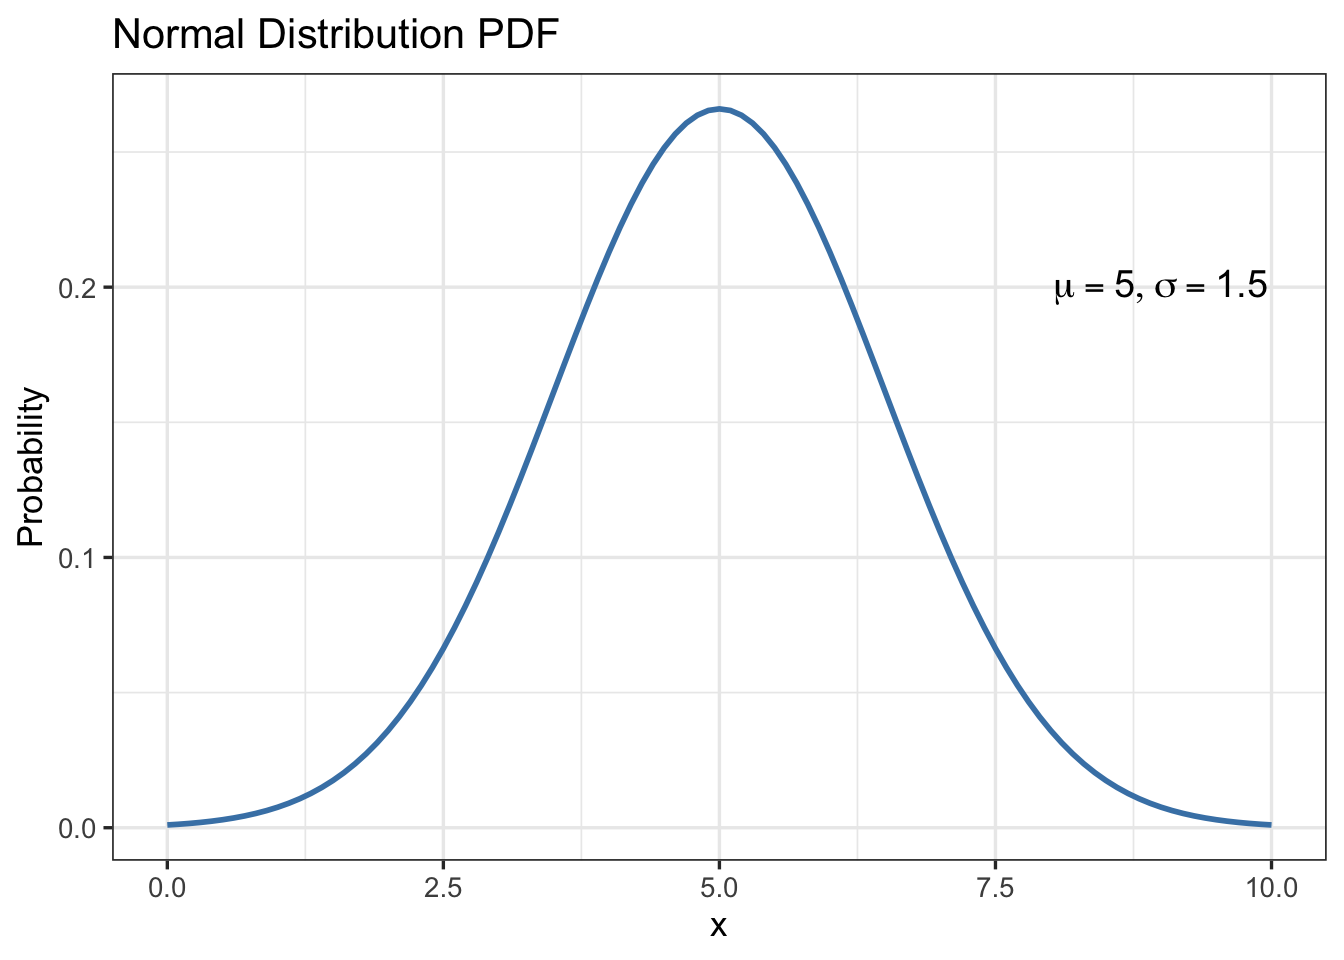 Normal Distribution PDF
μ = 5, σ = 1.5
Probability
0.2
0.1
0.0
0.0 2.5 5.0 7.5 10.0
x